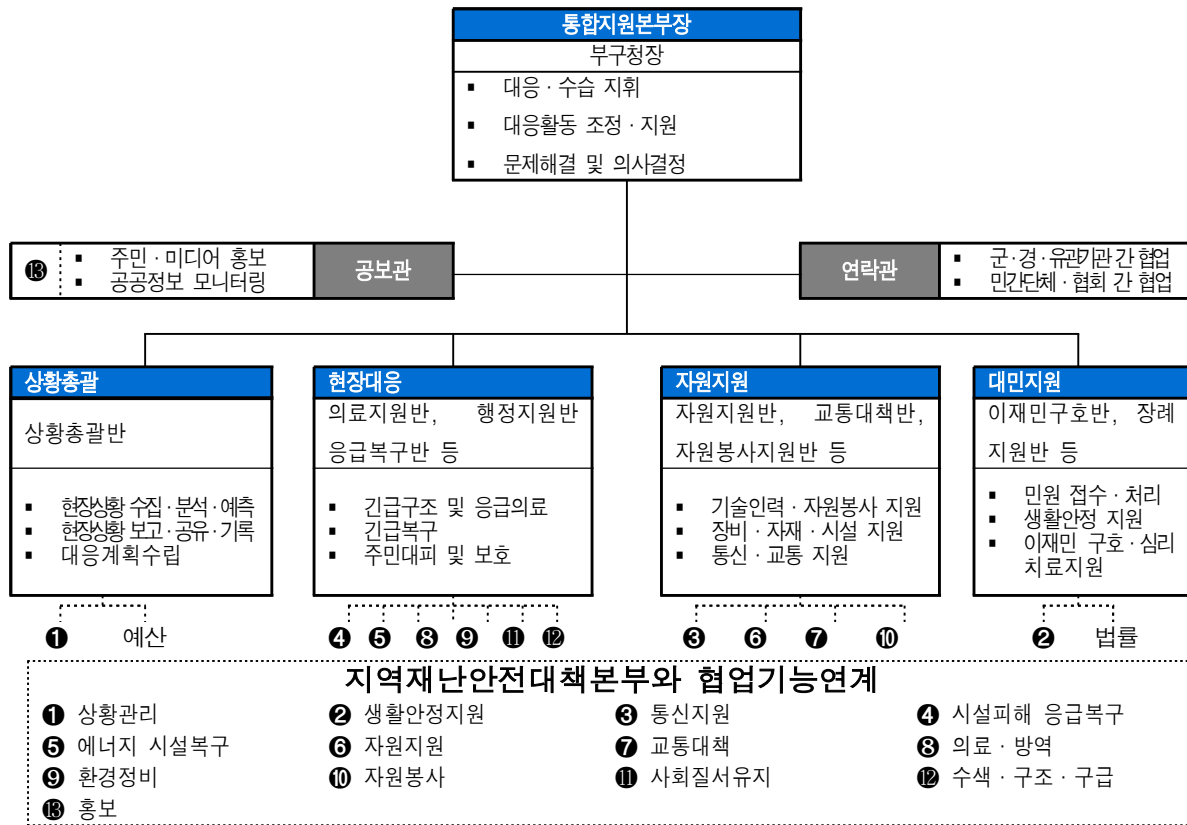 통합지원본부장
부구청장
▪ 대응 · 수습 지휘
▪ 대응활동 조정 · 지원
▪ 문제해결 및 의사결정
⓭
▪ 주민 · 미디어 홍보
▪ 공공정보 모니터링
공보관
연락관
▪ 군·경·유관기관 간 협업
▪ 민간단체 · 협회 간 협업
상황총괄
상황총괄반
▪ 현장상황 수집 · 분석 · 예측
▪ 현장상황 보고 · 공유 · 기록
▪ 대응계획수립
❶ 예산
현장대응
의료지원반, 행정지원반
응급복구반 등
▪ 긴급구조 및 응급의료
▪ 긴급복구
▪ 주민대피 및 보호
❹ ❺ ❽ ❾ ⓫ ⓬
자원지원
자원지원반, 교통대책반,
자원봉사지원반 등
▪ 기술인력 · 자원봉사 지원
▪ 장비 · 자재 · 시설 지원
▪ 통신 · 교통 지원
❸ ❻ ❼ ❿
대민지원
이재민구호반, 장례
지원반 등
▪ 민원 접수 · 처리
▪ 생활안정 지원
▪ 이재민 구호 · 심리
치료지원
❷ 법률
지역재난안전대책본부와 협업기능연계
❶ 상황관리 ❷ 생활안정지원 ❸ 통신지원 ❹ 시설피해 응급복구
❺ 에너지 시설복구 ❻ 자원지원 ❼ 교통대책 ❽ 의료 · 방역
❾ 환경정비 ❿ 자원봉사 ⓫ 사회질서유지 ⓬ 수색 · 구조 · 구급
⓭ 홍보